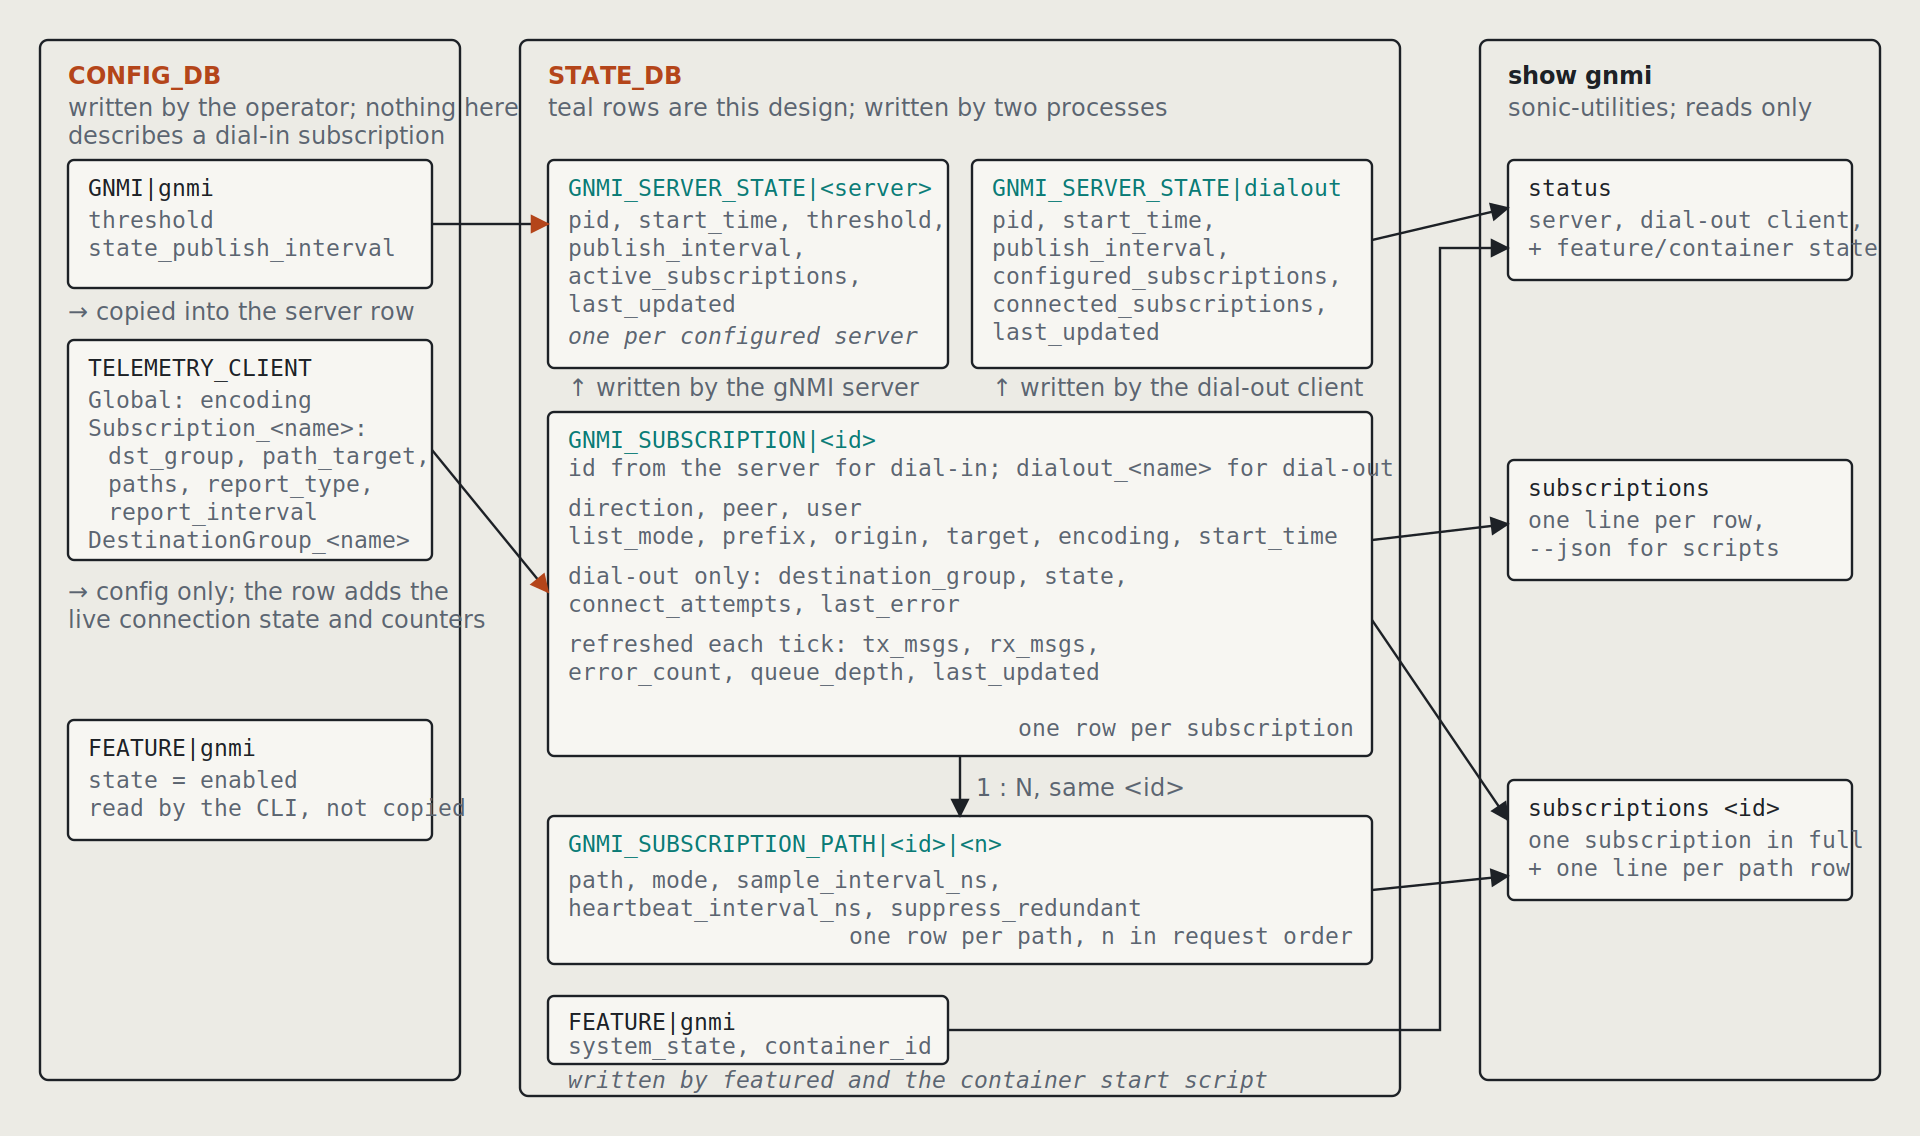 CONFIG_DB
written by the operator; nothing here
describes a dial-in subscription
GNMI|gnmi
threshold
state_publish_interval
→ copied into the server row
TELEMETRY_CLIENT
Global: encoding
Subscription_<name>:
dst_group, path_target,
paths, report_type,
report_interval
DestinationGroup_<name>
→ config only; the row adds the
live connection state and counters
FEATURE|gnmi
state = enabled
read by the CLI, not copied
STATE_DB
teal rows are this design; written by two processes
GNMI_SERVER_STATE|<server>
pid, start_time, threshold,
publish_interval,
active_subscriptions,
last_updated
one per configured server
↑ written by the gNMI server
GNMI_SERVER_STATE|dialout
pid, start_time,
publish_interval,
configured_subscriptions,
connected_subscriptions,
last_updated
↑ written by the dial-out client
GNMI_SUBSCRIPTION|<id>
id from the server for dial-in; dialout_<name> for dial-out
direction, peer, user
list_mode, prefix, origin, target, encoding, start_time
dial-out only: destination_group, state,
connect_attempts, last_error
refreshed each tick: tx_msgs, rx_msgs,
error_count, queue_depth, last_updated
one row per subscription
1 : N, same <id>
GNMI_SUBSCRIPTION_PATH|<id>|<n>
path, mode, sample_interval_ns,
heartbeat_interval_ns, suppress_redundant
one row per path, n in request order
FEATURE|gnmi
system_state, container_id
written by featured and the container start script
show gnmi
sonic-utilities; reads only
status
server, dial-out client,
+ feature/container state
subscriptions
one line per row,
--json for scripts
subscriptions <id>
one subscription in full
+ one line per path row